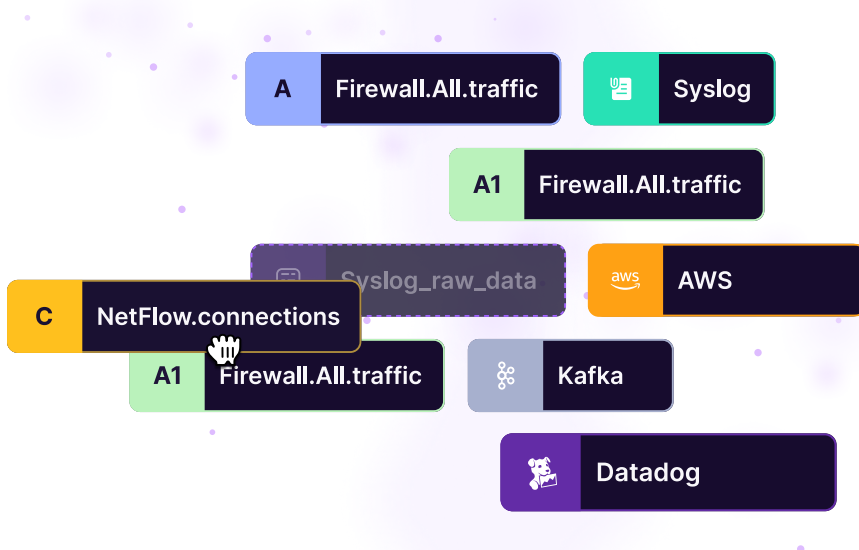 A Firewall.All.traffic Syslog
A1 Firewall.All.traffic
Syslog_raw_data aws AWS
C NetFlow.connections
A1 Firewall.All.traffic Kafka
Datadog